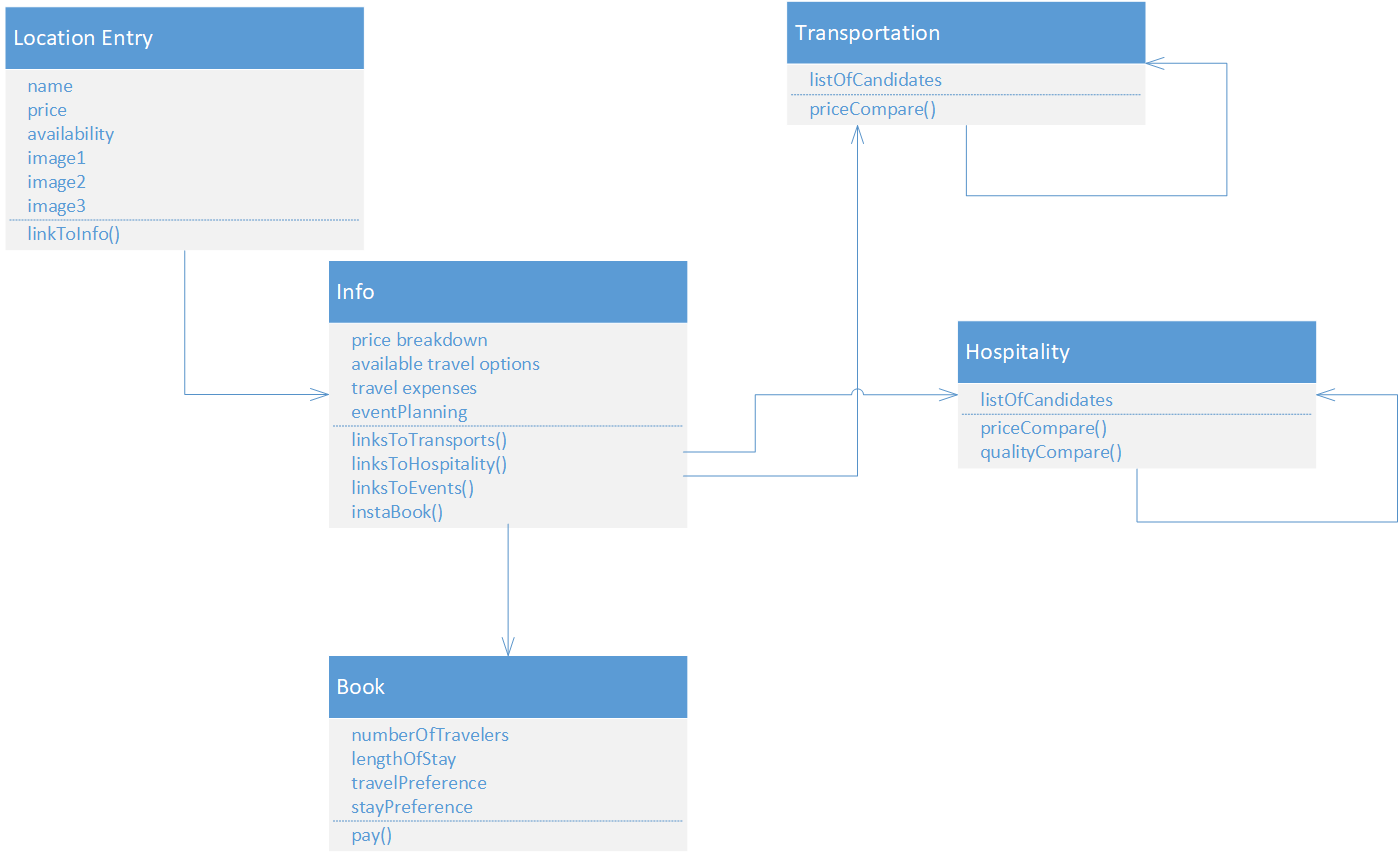 Location Entry
name
price
availability
image1
image2
image3
linkToInfo()
Transportation
listOfCandidates
priceCompare()
Info
price breakdown
available travel options
travel expenses
eventPlanning
linksToTransports()
linksToHospitality()
linksToEvents()
instaBook()
Hospitality
listOfCandidates
priceCompare()
qualityCompare()
Book
numberOfTravelers
lengthOfStay
travelPreference
stayPreference
pay()